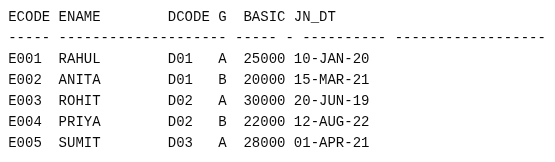 ECODE ENAME        DCODE G  BASIC JN_DT
----- -------------------- ----- - ---------- ------------------
E001  RAHUL        D01   A  25000 10-JAN-20
E002  ANITA        D01   B  20000 15-MAR-21
E003  ROHIT        D02   A  30000 20-JUN-19
E004  PRIYA        D02   B  22000 12-AUG-22
E005  SUMIT        D03   A  28000 01-APR-21